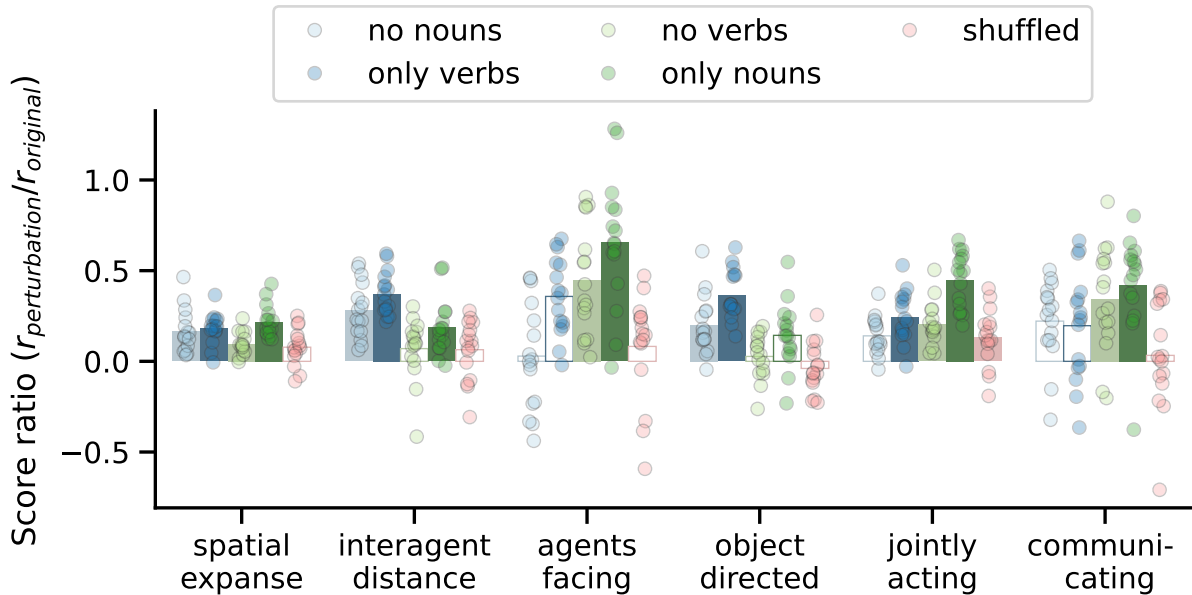 no nouns
no verbs
shuffled
only verbs
only nouns
Score ratio (r_perturbation/r_original)
1.0
0.5
0.0
−0.5
spatial
expanse
interagent
distance
agents
facing
object
directed
jointly
acting
communi-
cating